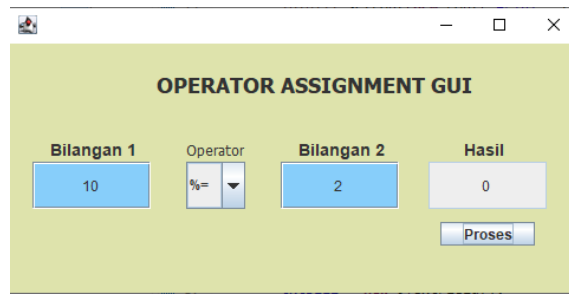 OPERATOR ASSIGNMENT GUI
Bilangan 1 Operator Bilangan 2 Hasil
10 %= 2 0
Proses